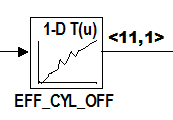 1-D T(u)
<11,1>
EFF_CYL_OFF